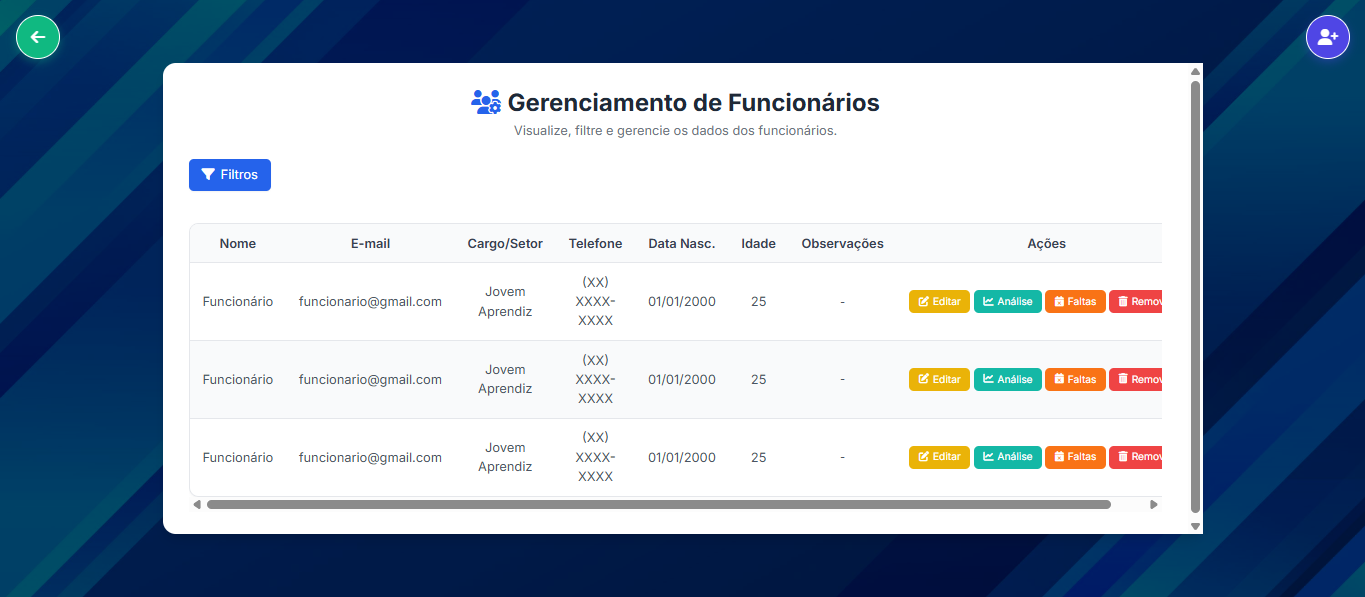 Gerenciamento de Funcionários
Visualize, filtre e gerencie os dados dos funcionários.
Filtros
Nome E-mail Cargo/Setor Telefone Data Nasc. Idade Observações Ações
Funcionário funcionario@gmail.com Jovem Aprendiz (XX) XXXX-XXXX 01/01/2000 25 - Editar Análise Faltas Remov
Funcionário funcionario@gmail.com Jovem Aprendiz (XX) XXXX-XXXX 01/01/2000 25 - Editar Análise Faltas Remov
Funcionário funcionario@gmail.com Jovem Aprendiz (XX) XXXX-XXXX 01/01/2000 25 - Editar Análise Faltas Remov